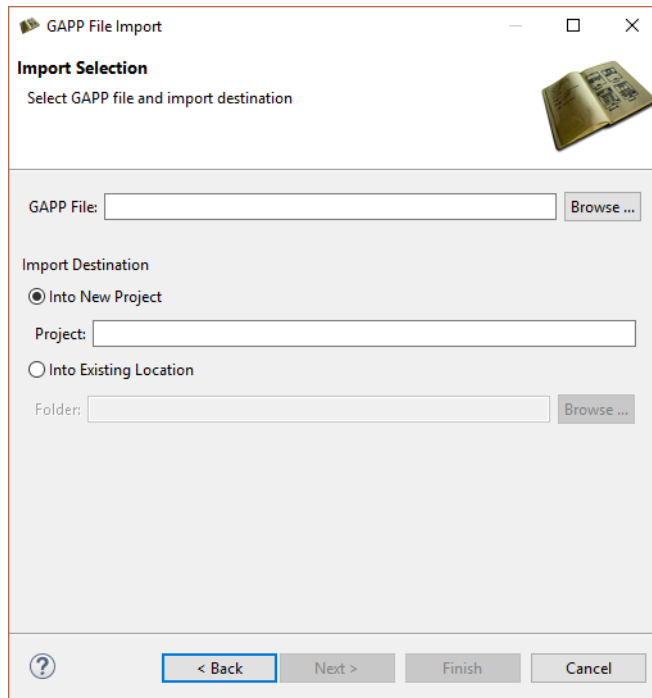 GAPP File Import
Import Selection
Select GAPP file and import destination
GAPP File: Browse ...
Import Destination
Into New Project
Project:
Into Existing Location
Folder: Browse ...
? < Back Next > Finish Cancel